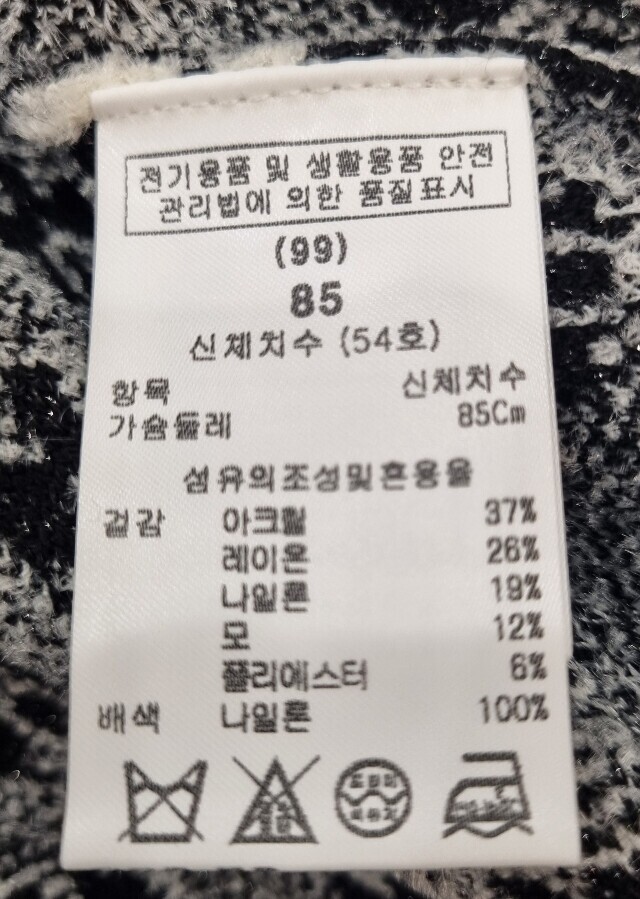 전기용품 및 생활용품 안전
관리법에 의한 품질표시
(99)
85
신체치수 (54호)
항목 신체치수
가슴둘레 85Cm
섬유의조성및혼용율
겉감 아크릴 37%
레이온 26%
나일론 19%
모 12%
폴리에스터 6%
배색 나일론 100%